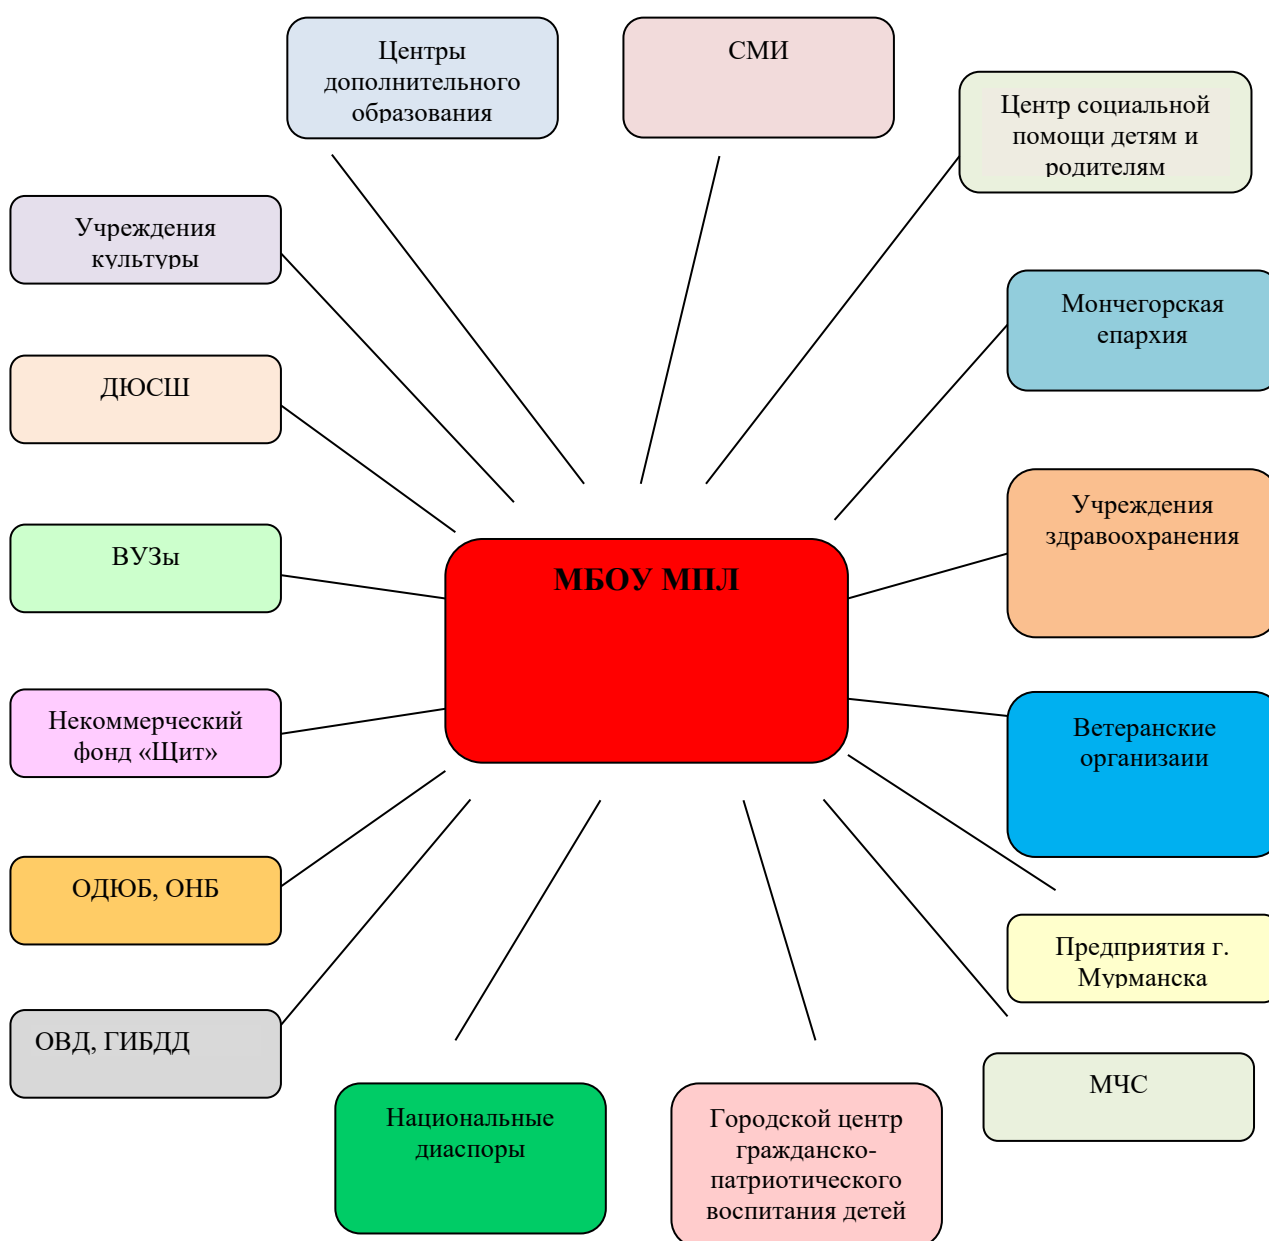 Центры
дополнительного
образования
СМИ
Центр социальной
помощи детям и
родителям
Учреждения
культуры
Мончегорская
епархия
ДЮСШ
Учреждения
здравоохранения
ВУЗы
МБОУ МПЛ
Некоммерческий
фонд «Щит»
Ветеранские
организаии
ОДЮБ, ОНБ
Предприятия г.
Мурманска
ОВД, ГИБДД
МЧС
Национальные
диаспоры
Городской центр
гражданско-
патриотического
воспитания детей